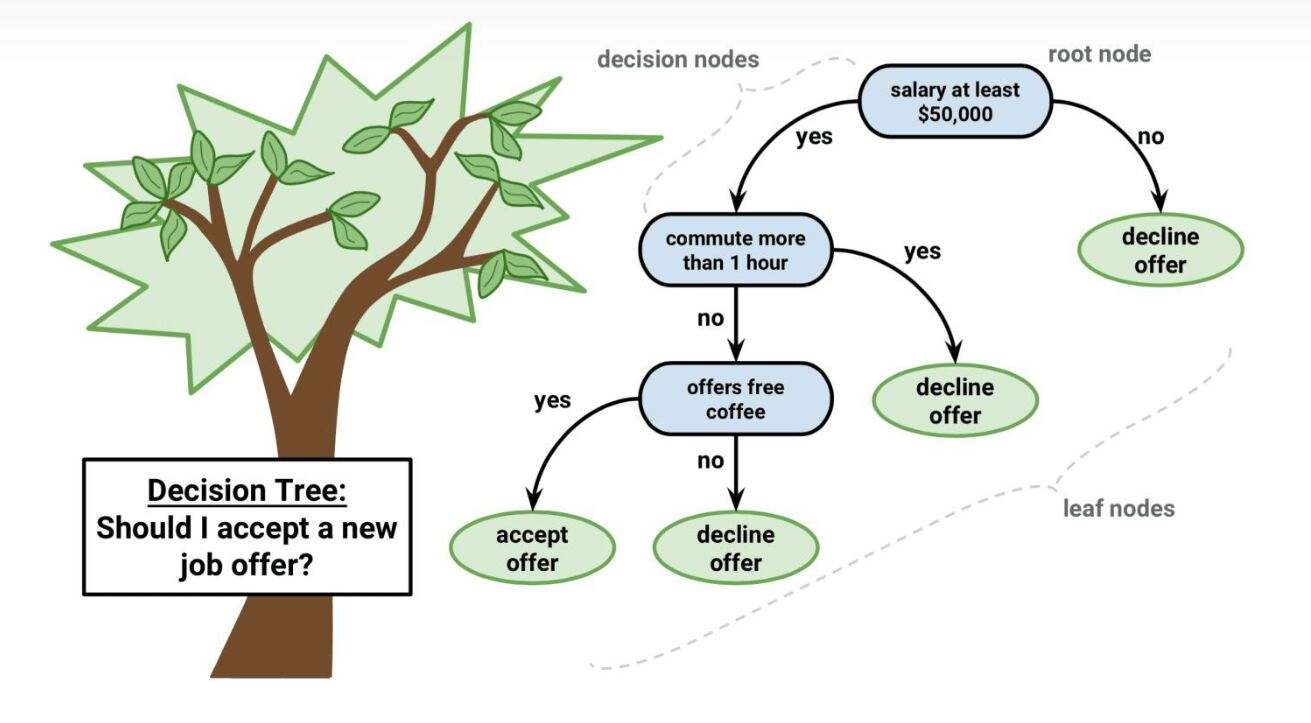 decision nodes
root node
salary at least
$50,000
yes
no
commute more
than 1 hour
yes
decline
offer
no
offers free
coffee
decline
offer
yes
no
accept
offer
decline
offer
leaf nodes
Decision Tree:
Should I accept a new
job offer?